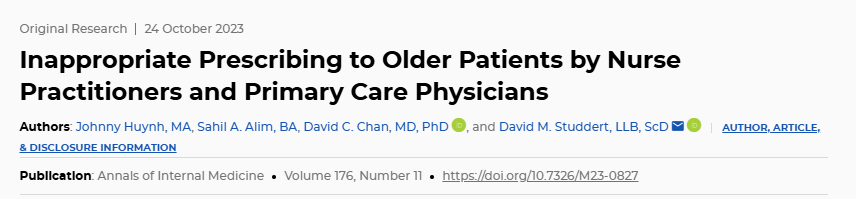 Original Research | 24 October 2023
Inappropriate Prescribing to Older Patients by Nurse
Practitioners and Primary Care Physicians
Authors: Johnny Huynh, MA, Sahil A. Alim, BA, David C. Chan, MD, PhD iD, and David M. Studdert, LLB, ScD iD | AUTHOR, ARTICLE,
& DISCLOSURE INFORMATION
Publication: Annals of Internal Medicine • Volume 176, Number 11 • https://doi.org/10.7326/M23-0827